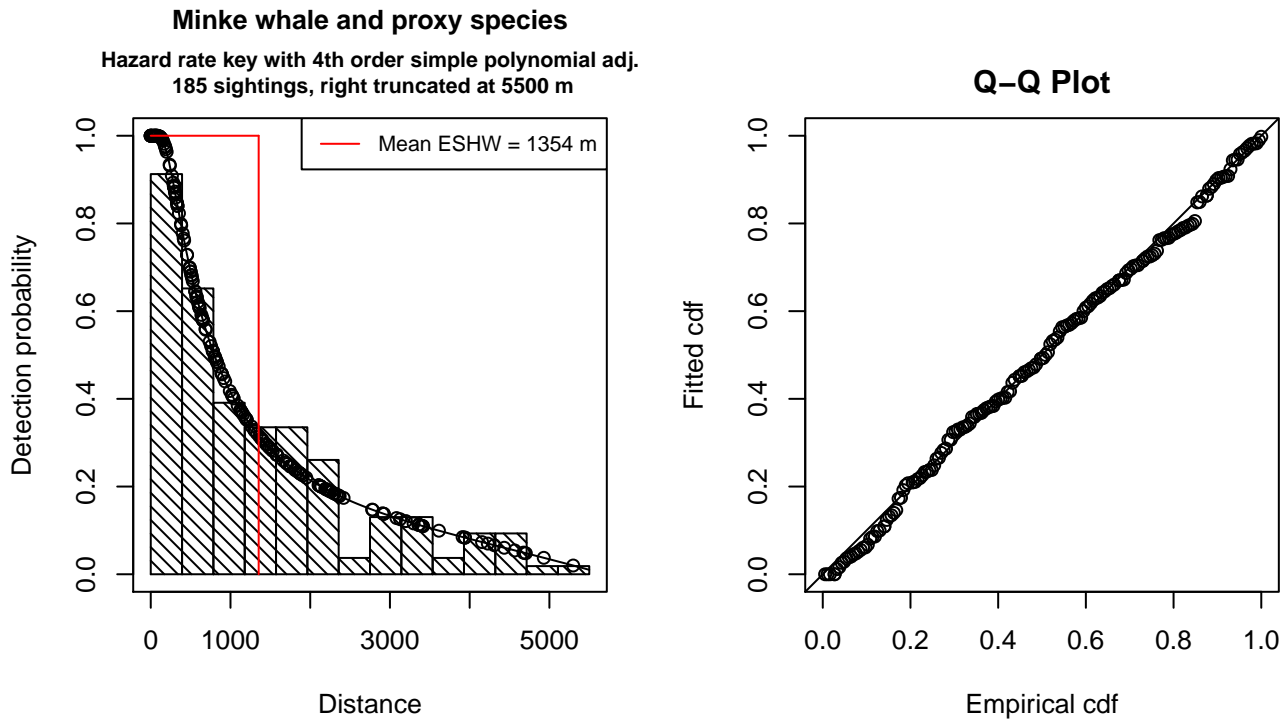 Minke whale and proxy species
Hazard rate key with 4th order simple polynomial adj.
185 sightings, right truncated at 5500 m
Mean ESHW = 1354 m
Detection probability
0.0 0.2 0.4 0.6 0.8 1.0
0 1000 3000 5000
Distance
Q−Q Plot
Fitted cdf
0.0 0.2 0.4 0.6 0.8 1.0
0.0 0.2 0.4 0.6 0.8 1.0
Empirical cdf